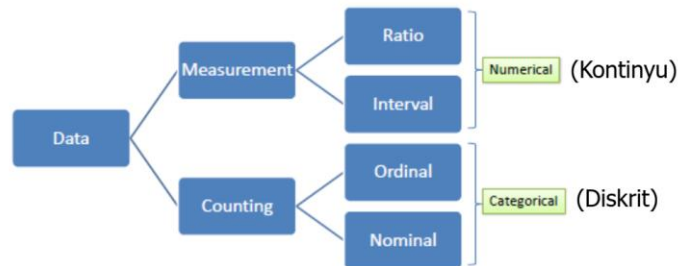 Data
Measurement
Counting
Ratio
Interval
Ordinal
Nominal
Numerical (Kontinyu)
Categorical (Diskrit)